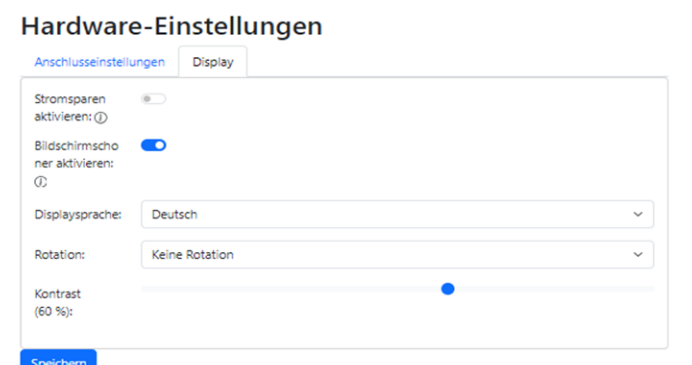 Hardware-Einstellungen
Anschlusseinstellungen Display
Stromsparen
aktivieren:
Bildschirmscho
ner aktivieren:
Displaysprache: Deutsch
Rotation: Keine Rotation
Kontrast
(60 %):
Speichern